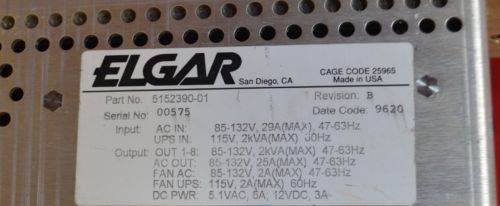 ELGAR
San Diego, CA
CAGE CODE 25965
Made in USA
Part No. 5152390-01
Revision: B
Serial No: 00575
Date Code: 9620
Input: AC IN: 85-132V, 29A(MAX), 47-63Hz
UPS IN: 115V, 2kVA(MAX), 60Hz
Output: OUT 1-8: 85-132V, 2kVA(MAX), 47-63Hz
AC OUT: 85-132V, 25A(MAX) 47-63Hz
FAN AC: 85-132V, 2A(MAX), 47-63Hz
FAN UPS: 115V, 2A(MAX) 60Hz
DC PWR: 5.1VAC, 5A; 12VDC, 3A